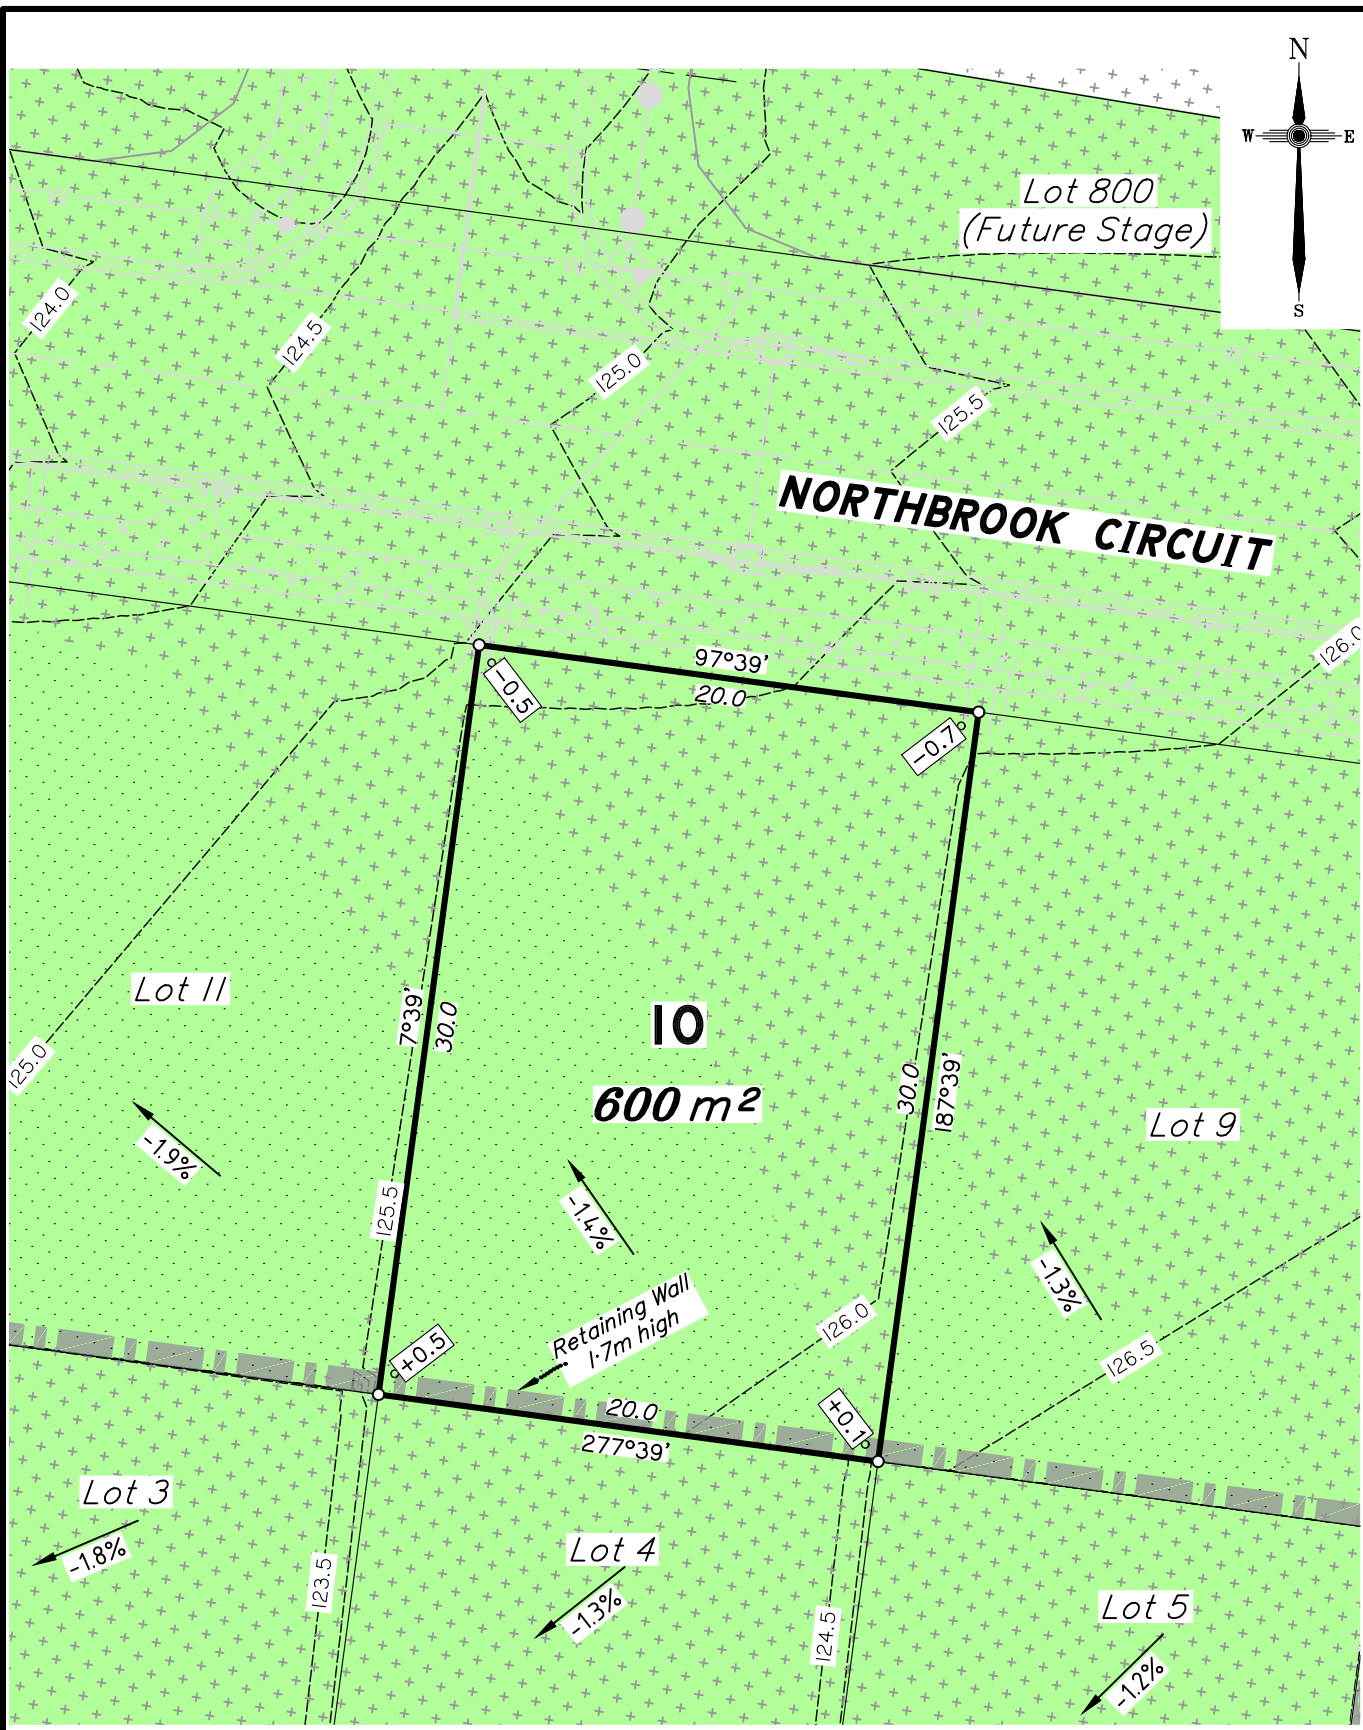 N
W E
S
Lot 800
(Future Stage)
124.0
124.5
125.0
125.5
NORTHBROOK CIRCUIT
126.0
97°39'
20.0
-0.5
-0.7
Lot 11
7°39'
30.0
10
600 m²
30.0
187°39'
Lot 9
125.0
-1.9%
125.5
-1.4%
-1.3%
Retaining Wall
1.7m high
126.0
126.5
+0.5
+0.1
20.0
277°39'
Lot 3
-1.8%
123.5
Lot 4
-1.3%
124.5
Lot 5
-1.2%